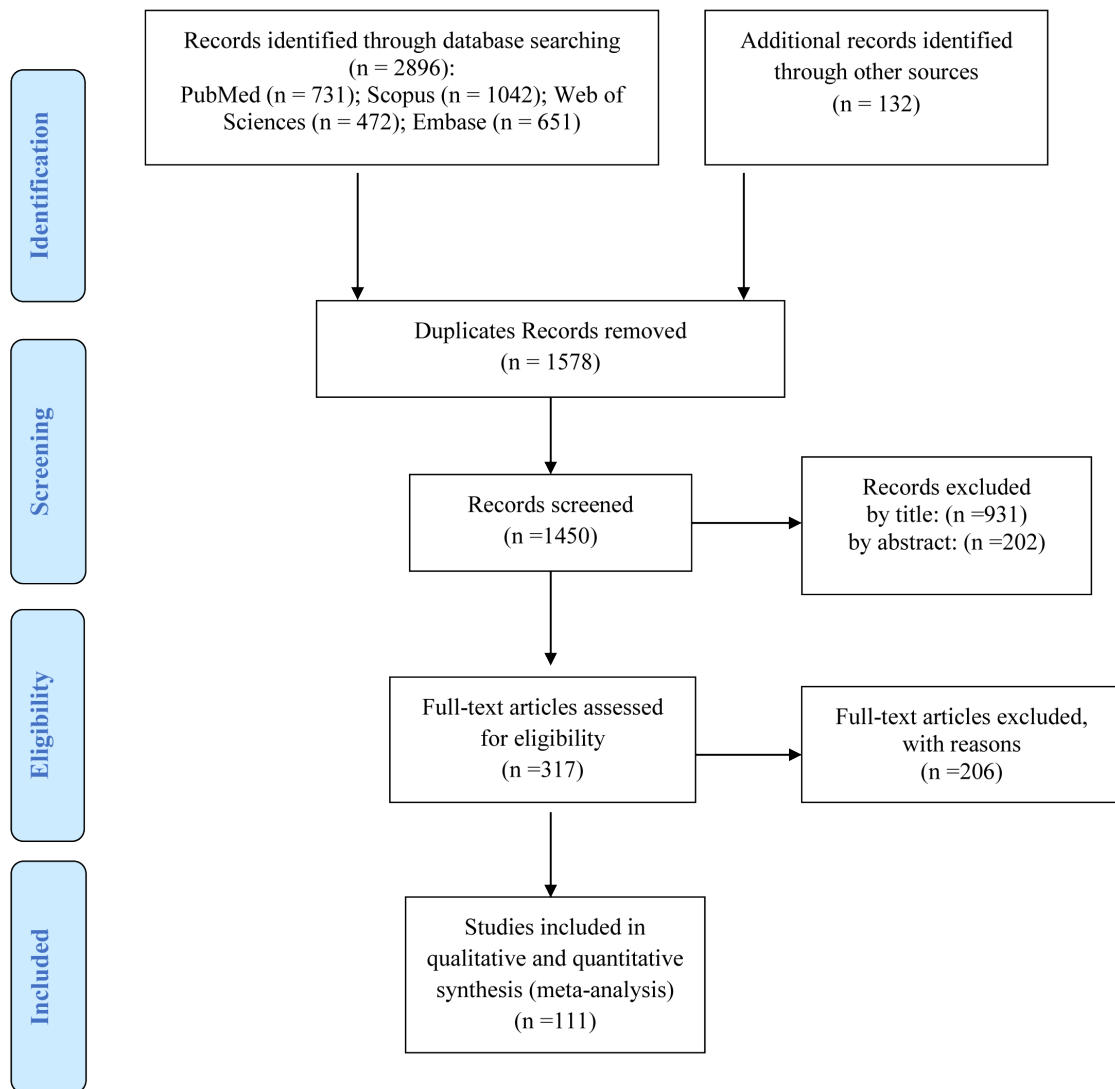 Records identified through database searching
(n = 2896):
PubMed (n = 731); Scopus (n = 1042); Web of
Sciences (n = 472); Embase (n = 651)
Additional records identified
through other sources
(n = 132)
Identification
Duplicates Records removed
(n = 1578)
Screening
Records screened
(n =1450)
Records excluded
by title: (n =931)
by abstract: (n =202)
Eligibility
Full-text articles assessed
for eligibility
(n =317)
Full-text articles excluded,
with reasons
(n =206)
Included
Studies included in
qualitative and quantitative
synthesis (meta-analysis)
(n =111)